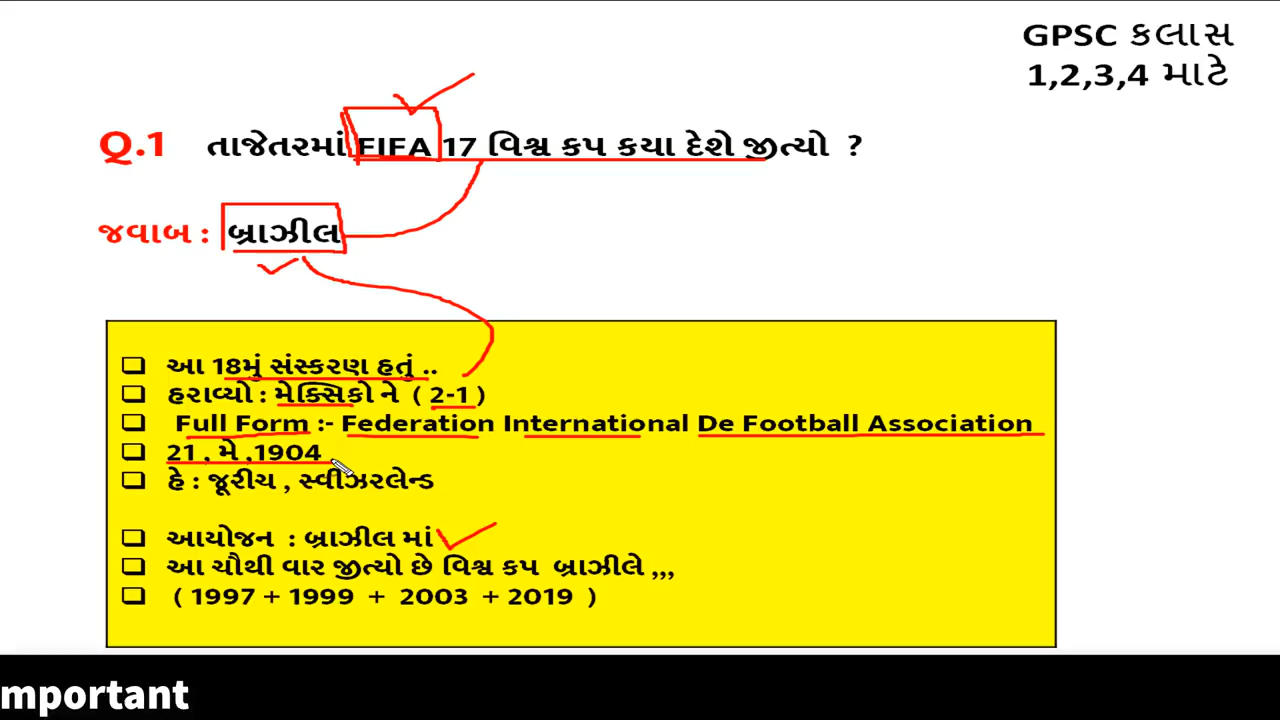 GPSC કલાસ
1,2,3,4 માટે
Q.1 તાજેતરમાં FIFA 17 વિશ્વ કપ કયા દેશે જીત્યો ?
જવાબ : બ્રાઝીલ
❑ આ 18મું સંસ્કરણ હતું ..
❑ હરાવ્યો : મેક્સિકો ને ( 2-1 )
❑ Full Form :- Federation International De Football Association
❑ 21 , મે ,1904
❑ હે : જૂરીચ , સ્વીઝરલેન્ડ
❑ આયોજન : બ્રાઝીલ માં
❑ આ ચૌથી વાર જીત્યો છે વિશ્વ કપ બ્રાઝીલે ,,,
❑ ( 1997 + 1999 + 2003 + 2019 )
mportant